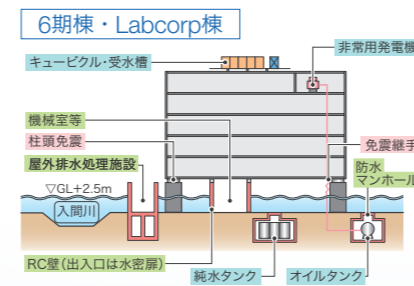 6期棟・Labcorp棟
キュービクル・受水槽
非常用発電機
機械室等
柱頭免震
屋外排水処理施設
▽GL+2.5m
入間川
免震継手
防水
マンホール
RC壁(出入口は水密扉)
純水タンク
オイルタンク